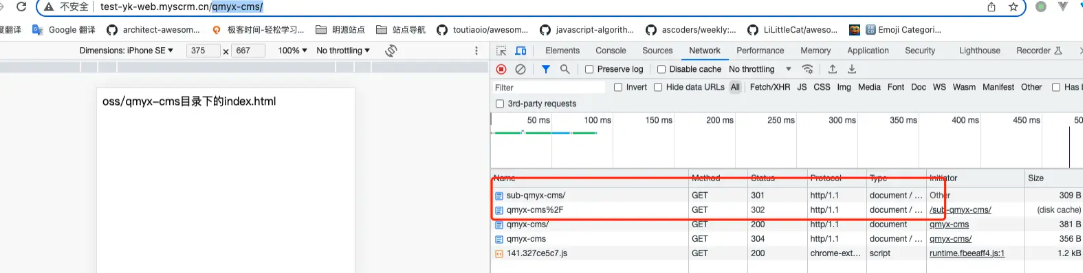 不安全 | test-yk-web.myscrm.cn/qmyx-cms/
Google 翻译 architect-awesom... 极客时间-轻松学习... 明源站点 站点导航 toutiaoio/awesom... javascript-algorith... ascoders/weekly:... LiLittleCat/aweso... Emoji Categori...
Dimensions: iPhone SE 375 × 667 100% No throttling
Elements Console Sources Network Performance Memory Application Security Lighthouse Recorder
Preserve log Disable cache No throttling
Filter Invert Hide data URLs All Fetch/XHR JS CSS Img Media Font Doc WS Wasm Manifest Other Has b
3rd-party requests
50 ms 100 ms 150 ms 200 ms 250 ms 300 ms 350 ms 400 ms 450 ms 50
oss/qmyx-cms目录下的index.html
Name Method Status Protocol Type Initiator Size
sub-qmyx-cms/ GET 301 http/1.1 document / ... Other 309 B
qmyx-cms%2F GET 302 http/1.1 document / ... /sub-qmyx-cms/ (disk cache)
qmyx-cms/ GET 200 http/1.1 document qmyx-cms 381 B
qmyx-cms GET 304 http/1.1 document / ... qmyx-cms/ 356 B
141.327ce5c7.js GET 200 chrome-ext... script runtime.fbeeaff4.js:1 1.2 kB